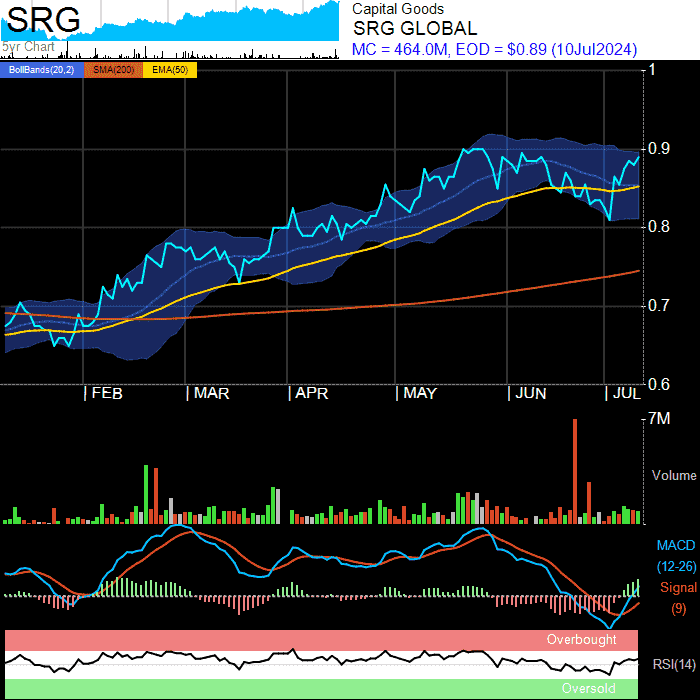 SRG
5yr Chart
Capital Goods
SRG GLOBAL
MC = 464.0M, EOD = $0.89 (10Jul2024)
BollBands(20,2) SMA(200) EMA(50)
1
0.9
0.8
0.7
0.6
FEB MAR APR MAY JUN JUL
7M
Volume
MACD
(12-26)
Signal
(9)
Overbought
RSI(14)
Oversold